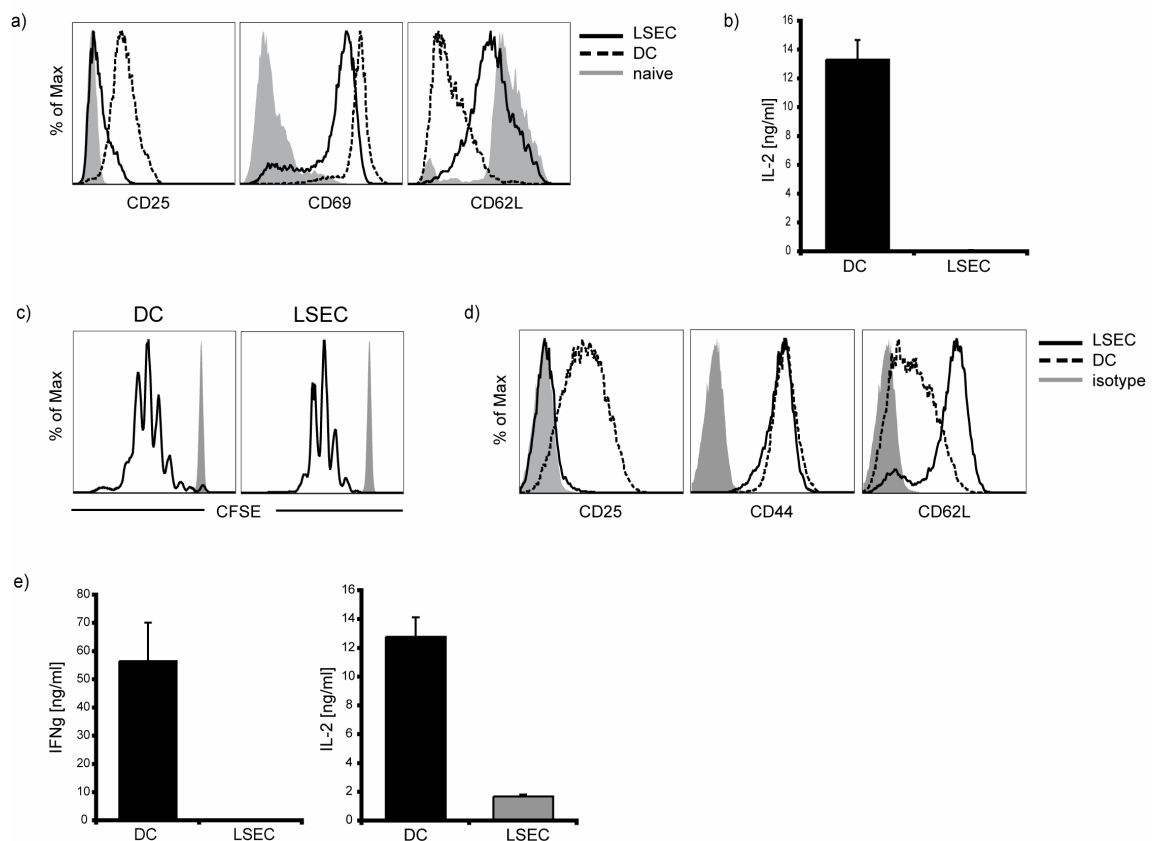 a)
% of Max
CD25
CD69
CD62L
LSEC
DC
naive
b)
IL-2 [ng/ml]
16
14
12
10
8
6
4
2
0
DC
LSEC
c)
DC
LSEC
% of Max
CFSE
d)
% of Max
CD25
CD44
CD62L
LSEC
DC
isotype
e)
IFNg [ng/ml]
80
70
60
50
40
30
20
10
0
DC
LSEC
IL-2 [ng/ml]
16
14
12
10
8
6
4
2
0
DC
LSEC